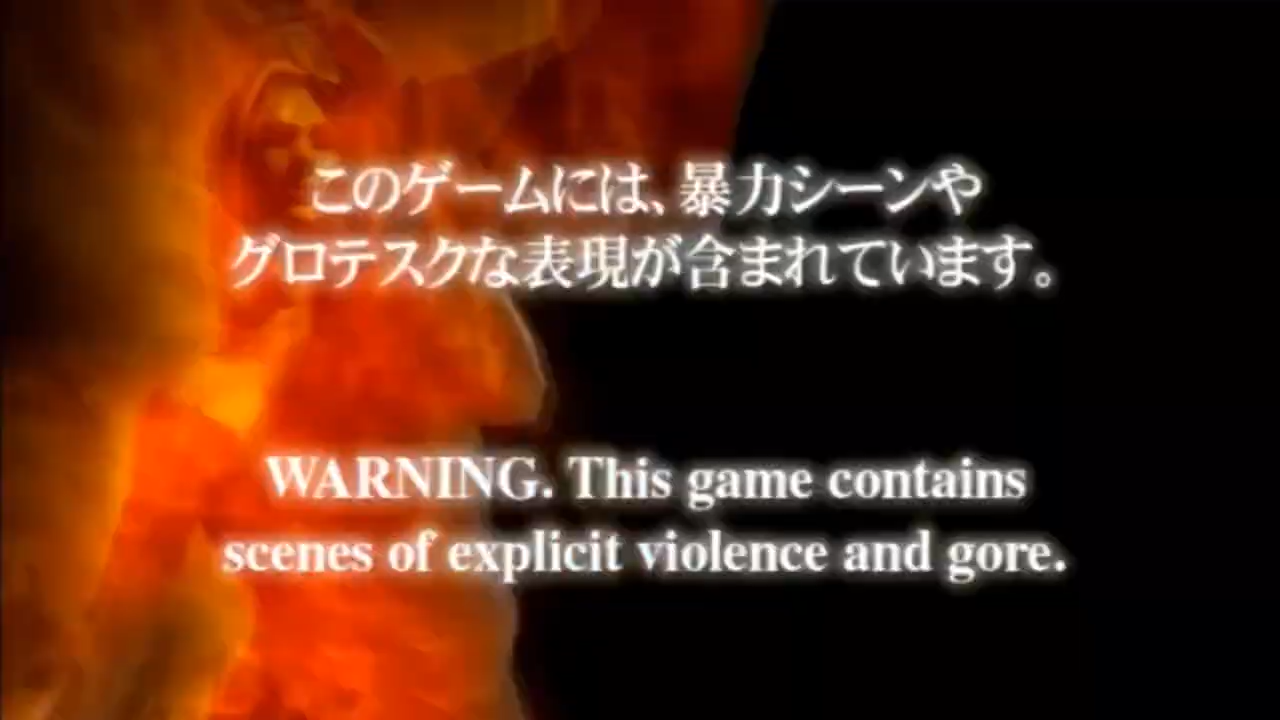 このゲームには、暴力シーンや
グロテスクな表現が含まれています。
WARNING. This game contains
scenes of explicit violence and gore.